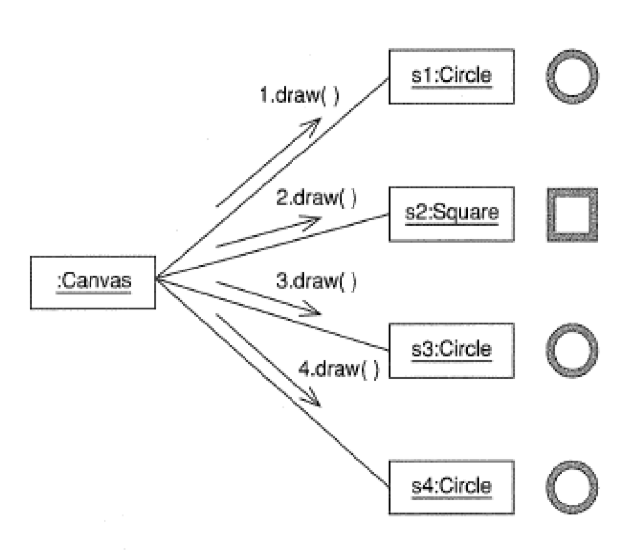 s1:Circle
1.draw( )
2.draw( )
s2:Square
:Canvas
3.draw( )
s3:Circle
4.draw( )
s4:Circle